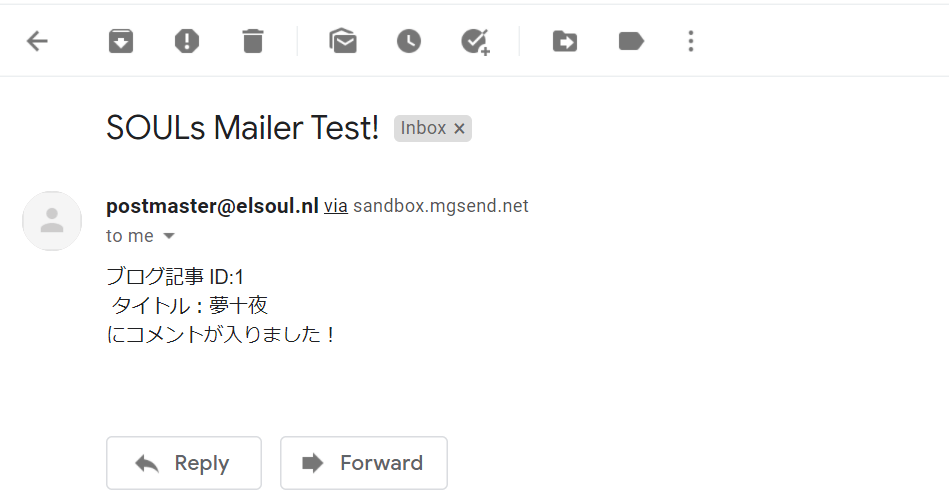 SOULs Mailer Test! Inbox ×
postmaster@elsoul.nl via sandbox.mgsend.net
to me
ブログ記事 ID:1
タイトル：夢十夜
にコメントが入りました！
Reply Forward